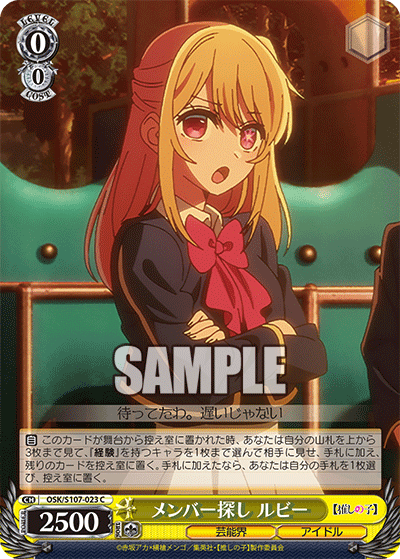 LEVEL
0
0
COST
SAMPLE
待ってたわ。遅いじゃない
自 このカードが舞台から控え室に置かれた時、あなたは自分の山札を上から
3枚まで見て、「経験」を持つキャラを1枚まで選んで相手に見せ、手札に加え、
残りのカードを控え室に置く。手札に加えたなら、あなたは自分の手札を1枚選
び、控え室に置く。
CH OSK/S107-023 C
POWER 2500 SOUL メンバー探し ルビー 【推しの子】
芸能界 アイドル
©赤坂アカ×横槍メンゴ／集英社・【推しの子】製作委員会